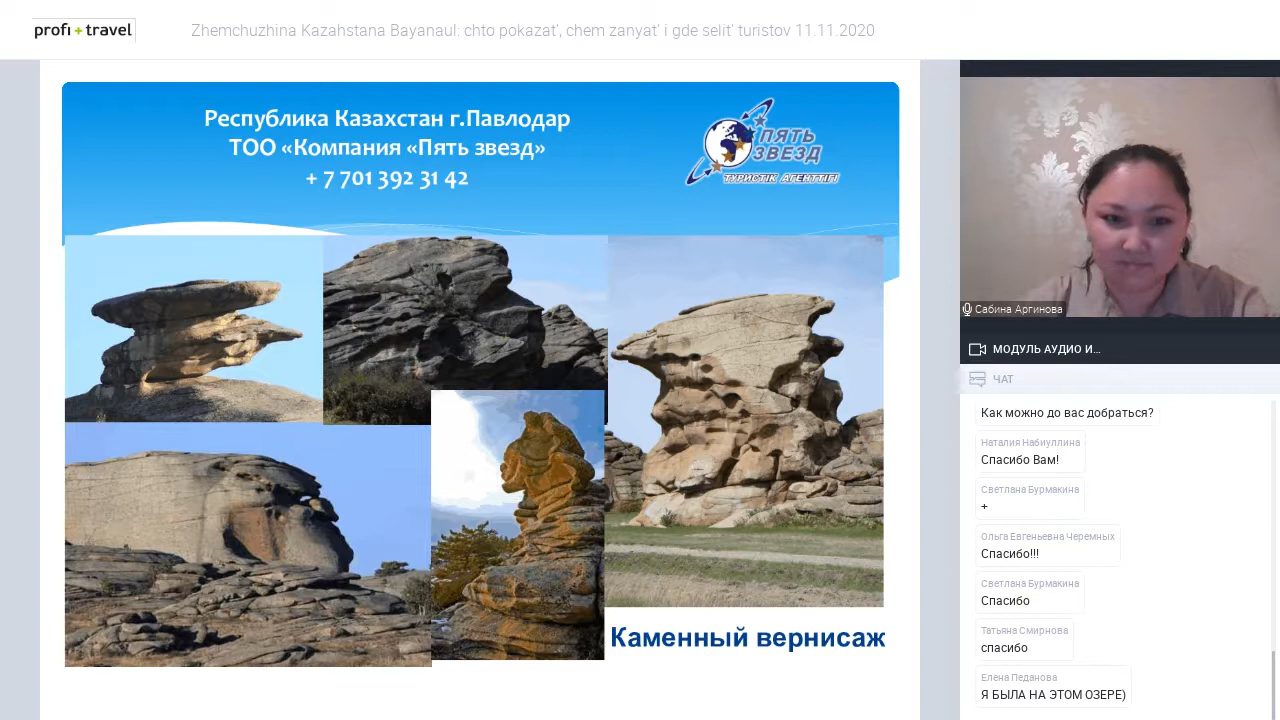 profi + travel
Zhemchuzhina Kazahstana Bayanaul: chto pokazat', chem zanyat' i gde selit' turistov 11.11.2020
Республика Казахстан г.Павлодар
ТОО «Компания «Пять звезд»
+ 7 701 392 31 42
ПЯТЬ
ЗВЕЗД
ТУРИСТІК АГЕНТТІГІ
Каменный вернисаж
Сабина Аргинова
МОДУЛЬ АУДИО И...
ЧАТ
Как можно до вас добраться?
Наталия Набиуллина
Спасибо Вам!
Светлана Бурмакина
+
Ольга Евгеньевна Черемных
Спасибо!!!
Светлана Бурмакина
Спасибо
Татьяна Смирнова
спасибо
Елена Педанова
Я БЫЛА НА ЭТОМ ОЗЕРЕ)